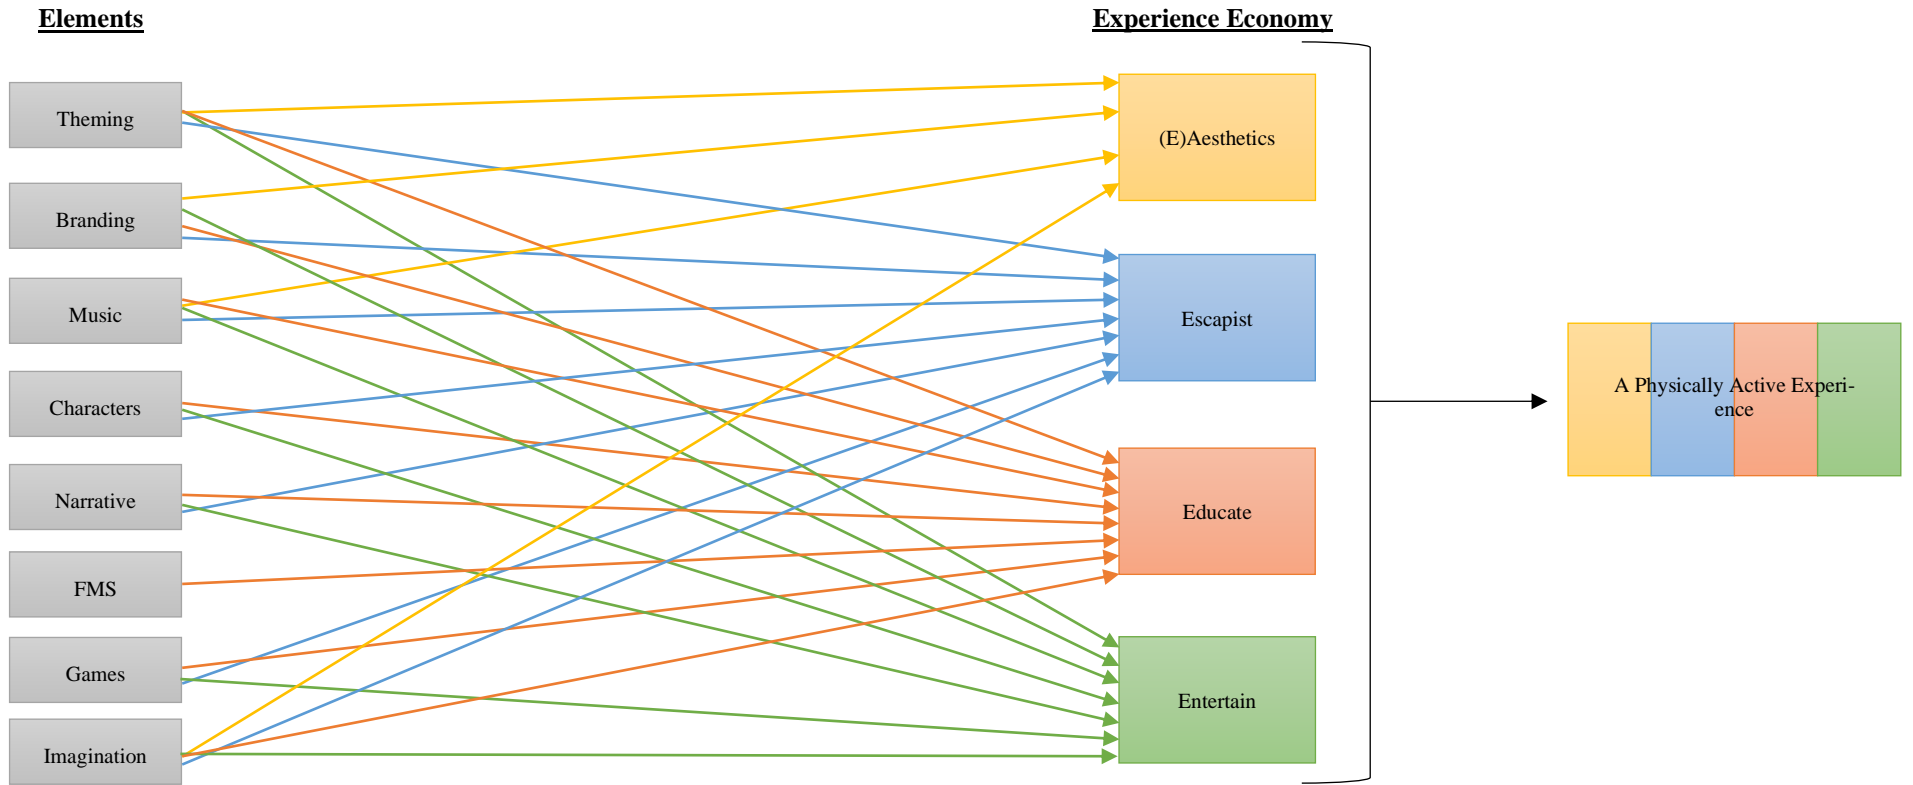 Elements
Experience Economy
Theming
Branding
Music
Characters
Narrative
FMS
Games
Imagination
(E)Aesthetics
Escapist
Educate
Entertain
A Physically Active Experi-
ence